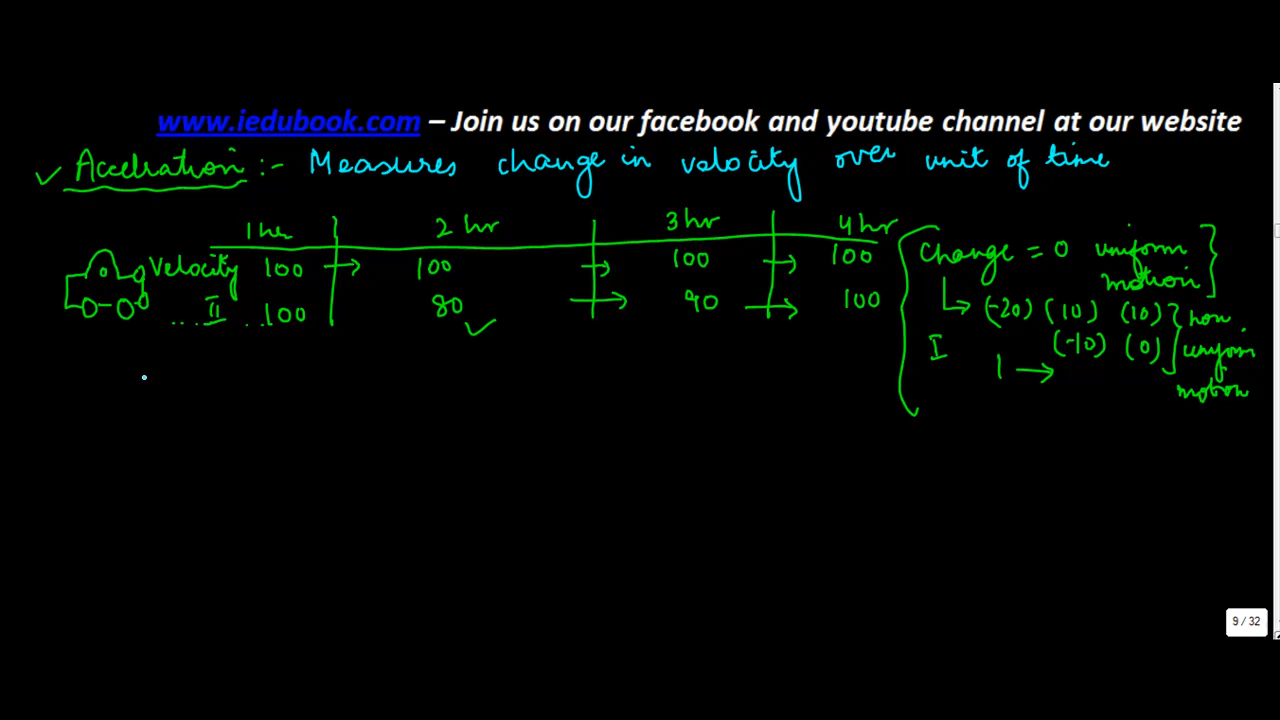 www.iedubook.com – Join us on our facebook and youtube channel at our website
Accelration :- Measures change in velocity over unit of time
1 hr 2 hr 3 hr 4 hr
Velocity 100 → 100 → 100 → 100
II 100 80 → 90 → 100
Change = 0 uniform
motion
(-20) (10) (10) non
I (-10) (0) uniform
1 →
motion
9 / 32